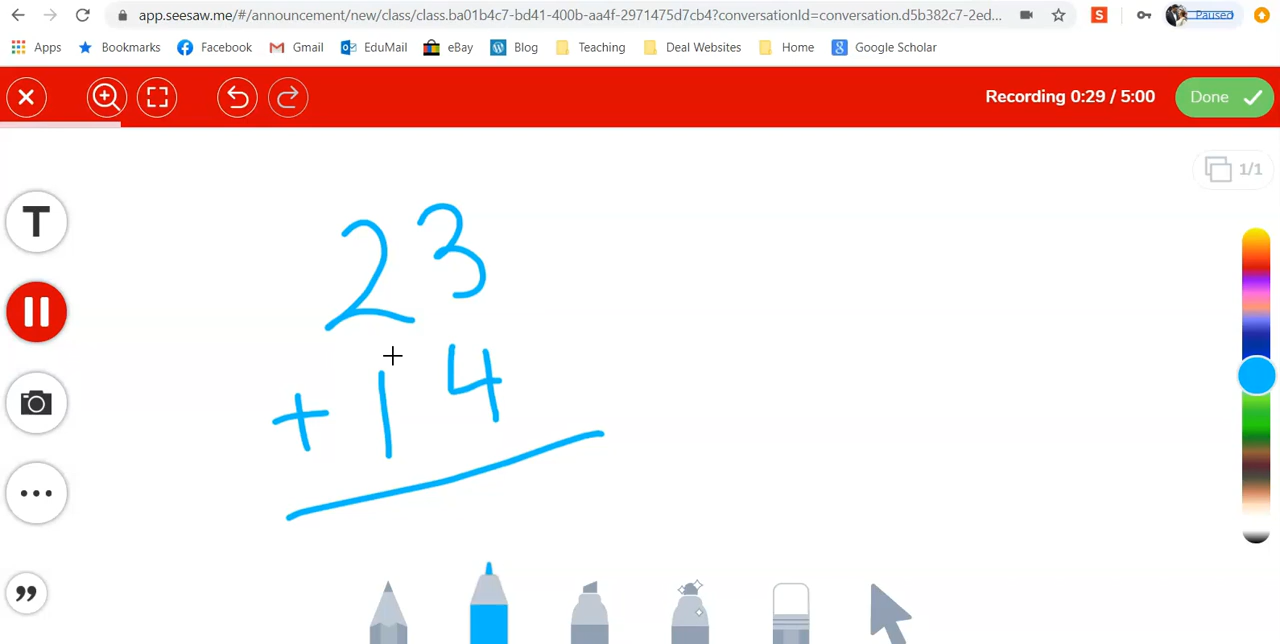 app.seesaw.me/#/announcement/new/class/class.ba01b4c7-bd41-400b-aa4f-2971475d7cb4?conversationId=conversation.d5b382c7-2ed... S Paused
Apps Bookmarks Facebook Gmail EduMail eBay Blog Teaching Deal Websites Home Google Scholar
Recording 0:29 / 5:00 Done
1/1
T
23
+14